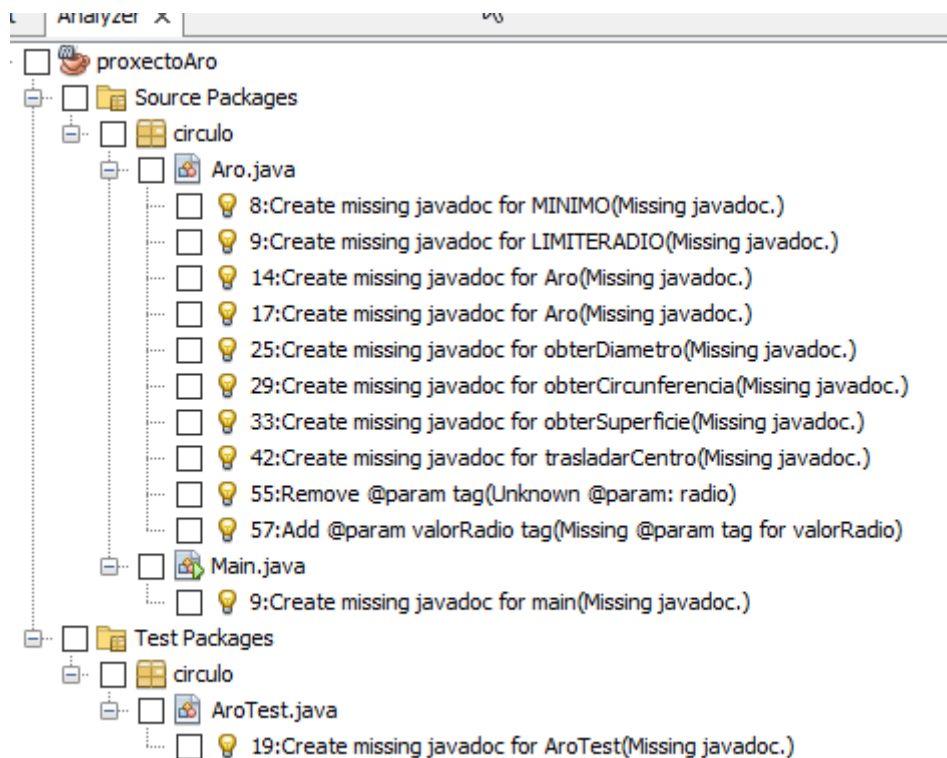 Analyzer ×
proxectoAro
Source Packages
circulo
Aro.java
8:Create missing javadoc for MINIMO(Missing javadoc.)
9:Create missing javadoc for LIMITERADIO(Missing javadoc.)
14:Create missing javadoc for Aro(Missing javadoc.)
17:Create missing javadoc for Aro(Missing javadoc.)
25:Create missing javadoc for obterDiametro(Missing javadoc.)
29:Create missing javadoc for obterCircunferencia(Missing javadoc.)
33:Create missing javadoc for obterSuperficie(Missing javadoc.)
42:Create missing javadoc for trasladarCentro(Missing javadoc.)
55:Remove @param tag(Unknown @param: radio)
57:Add @param valorRadio tag(Missing @param tag for valorRadio)
Main.java
9:Create missing javadoc for main(Missing javadoc.)
Test Packages
circulo
AroTest.java
19:Create missing javadoc for AroTest(Missing javadoc.)